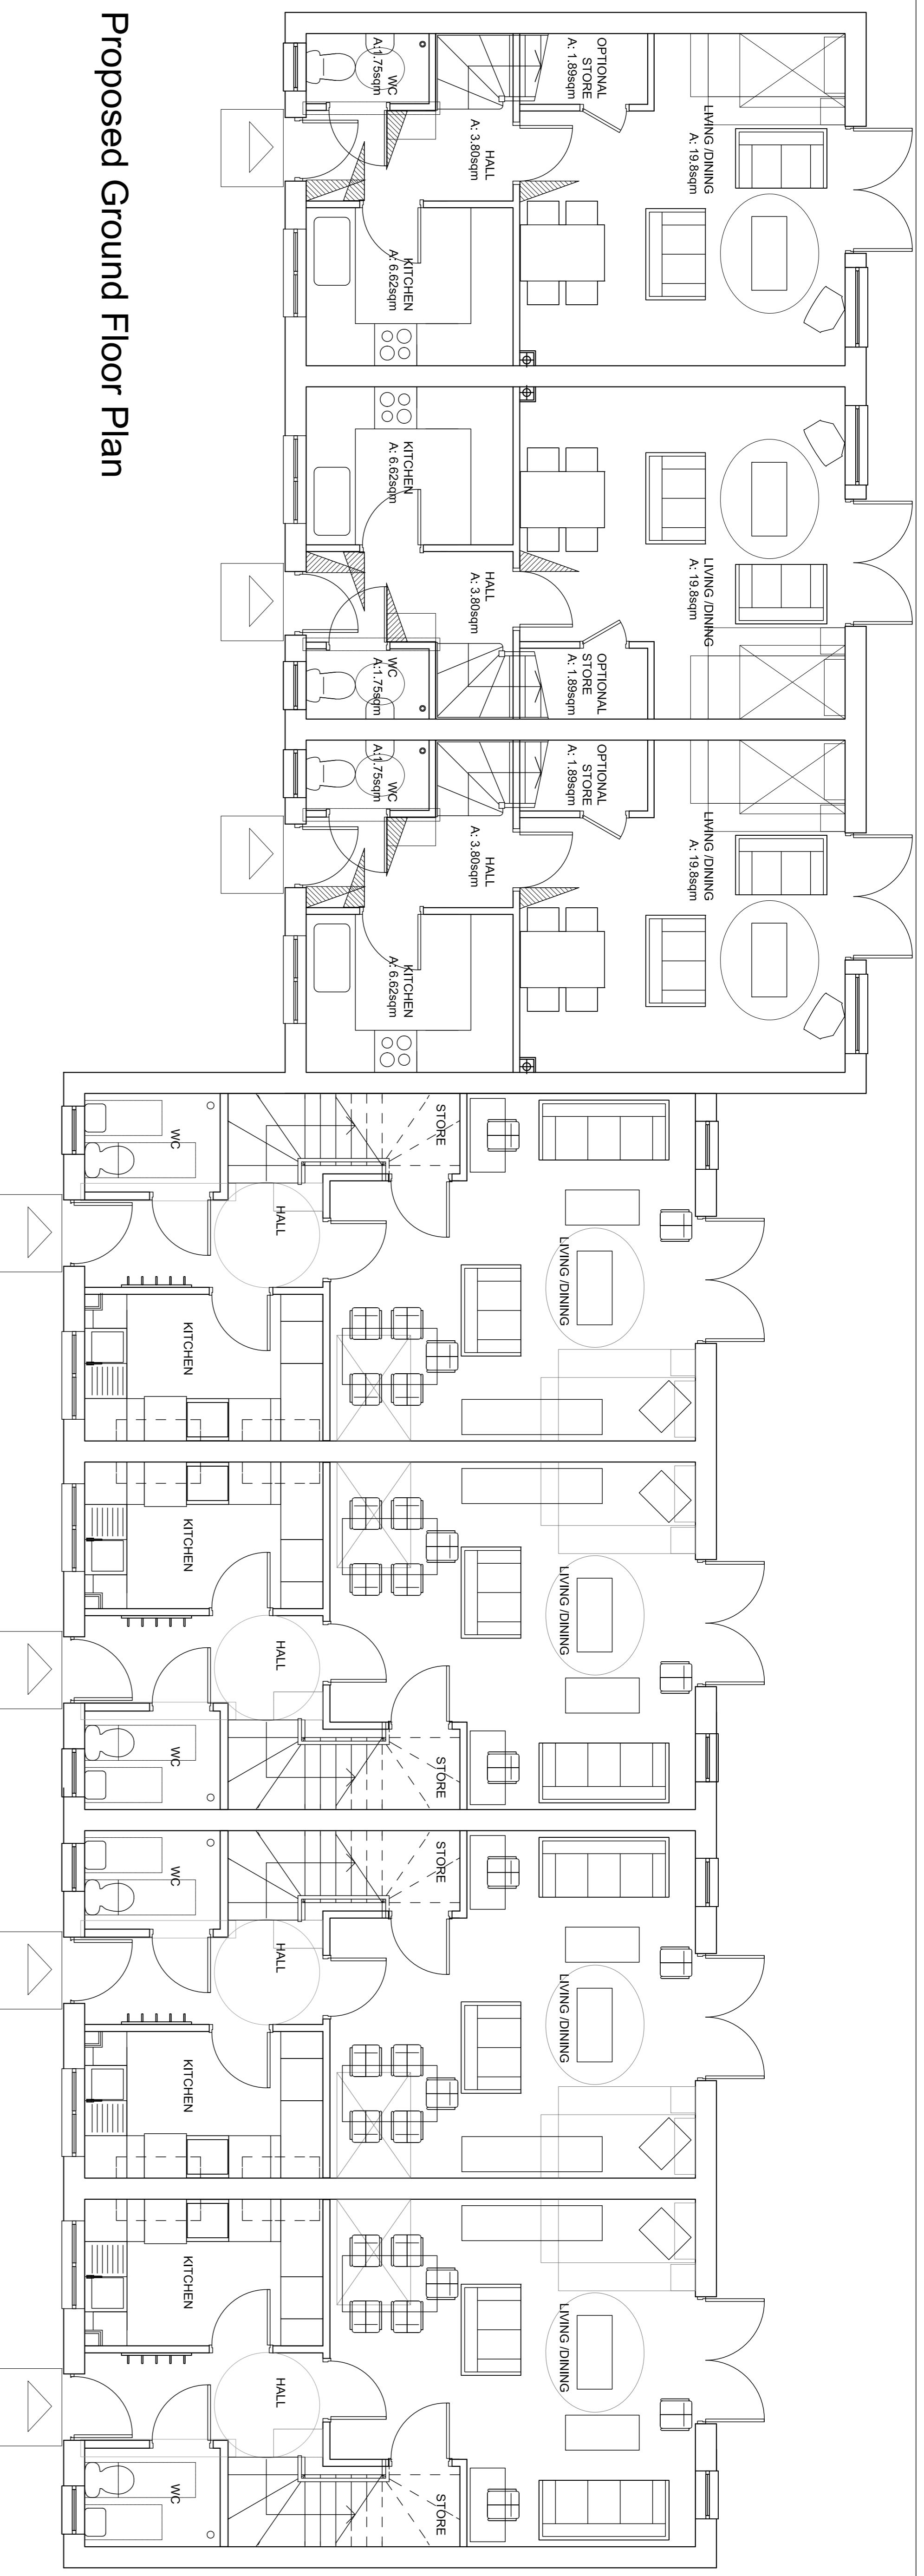 Proposed Ground Floor Plan
WC
A:1.75sqm
HALL
A: 3.80sqm
OPTIONAL
STORE
A: 1.89sqm
KITCHEN
A: 6.62sqm
LIVING /DINING
A: 19.8sqm
KITCHEN
A: 6.62sqm
HALL
A: 3.80sqm
WC
A:1.75sqm
OPTIONAL
STORE
A: 1.89sqm
LIVING /DINING
A: 19.8sqm
WC
A:1.75sqm
HALL
A: 3.80sqm
OPTIONAL
STORE
A: 1.89sqm
KITCHEN
A: 6.62sqm
LIVING /DINING
A: 19.8sqm
WC
STORE
HALL
KITCHEN
LIVING /DINING
KITCHEN
HALL
WC
STORE
LIVING /DINING
WC
STORE
HALL
KITCHEN
LIVING /DINING
KITCHEN
HALL
WC
STORE
LIVING /DINING